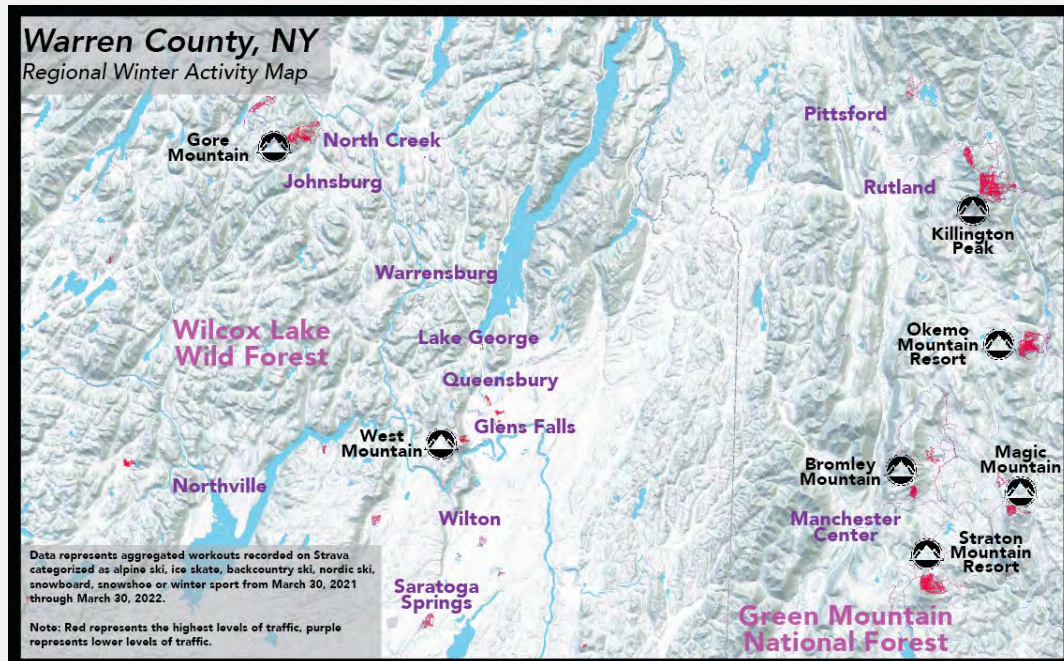 Warren County, NY
Regional Winter Activity Map
Pittsford
Gore
Mountain
North Creek
Johnsburg
Rutland
Killington
Peak
Warrensburg
Wilcox Lake
Wild Forest
Lake George
Okemo
Mountain
Resort
Queensbury
Glens Falls
West
Mountain
Bromley
Mountain
Magic
Mountain
Northville
Wilton
Manchester
Center
Straton
Mountain
Resort
Data represents aggregated workouts recorded on Strava
categorized as alpine ski, ice skate, backcountry ski, nordic ski,
snowboard, snowshoe or winter sport from March 30, 2021
through March 30, 2022.
Note: Red represents the highest levels of traffic, purple
represents lower levels of traffic.
Saratoga
Springs
Green Mountain
National Forest